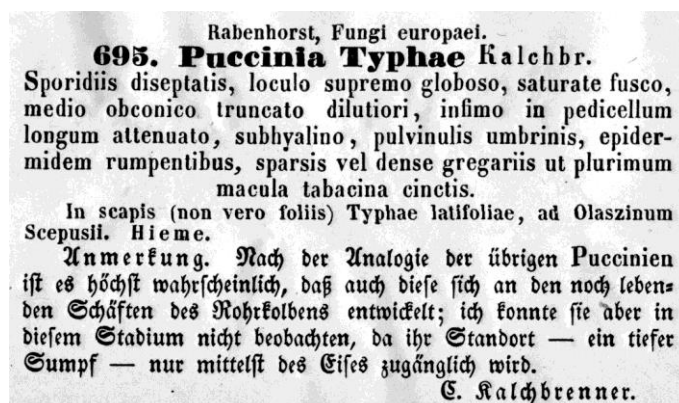 Rabenhorst, Fungi europaei.
695. Puccinia Typhae Kalchbr.
Sporidiis diseptatis, loculo supremo globoso, saturate fusco,
medio obconico truncato dilutiori, infimo in pedicellum
longum attenuato, subhyalino, pulvinulis umbrinis, epider-
midem rumpentibus, sparsis vel dense gregariis ut plurimum
macula tabacina cinctis.
In scapis (non vero foliis) Typhae latifoliae, ad Olaszinum
Scepusii. Hieme.
Anmerkung. Nach der Analogie der übrigen Puccinien
ist es höchst wahrscheinlich, daß auch diese sich an den noch leben-
den Schäften des Rohrkolbens entwickelt; ich konnte sie aber in
diesem Stadium nicht beobachten, da ihr Standort — ein tiefer
Sumpf — nur mittelst des Eises zugänglich wird.
C. Kalchbrenner.